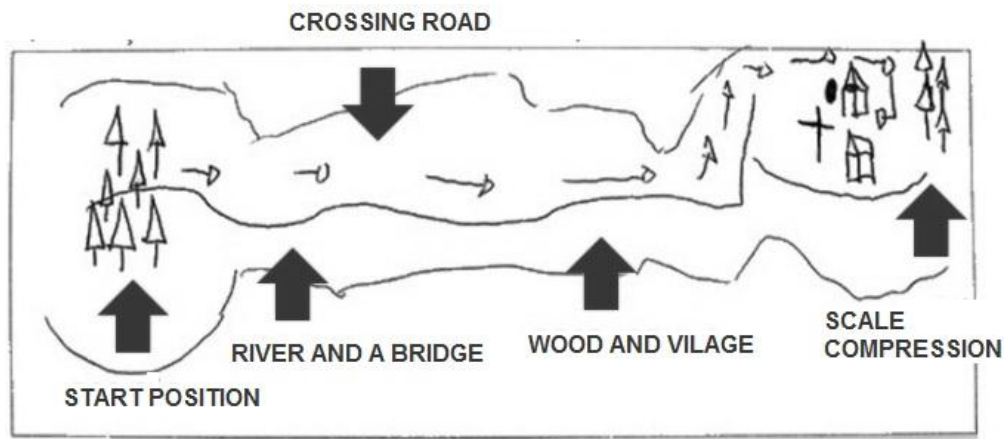 CROSSING ROAD
RIVER AND A BRIDGE
WOOD AND VILAGE
SCALE
COMPRESSION
START POSITION